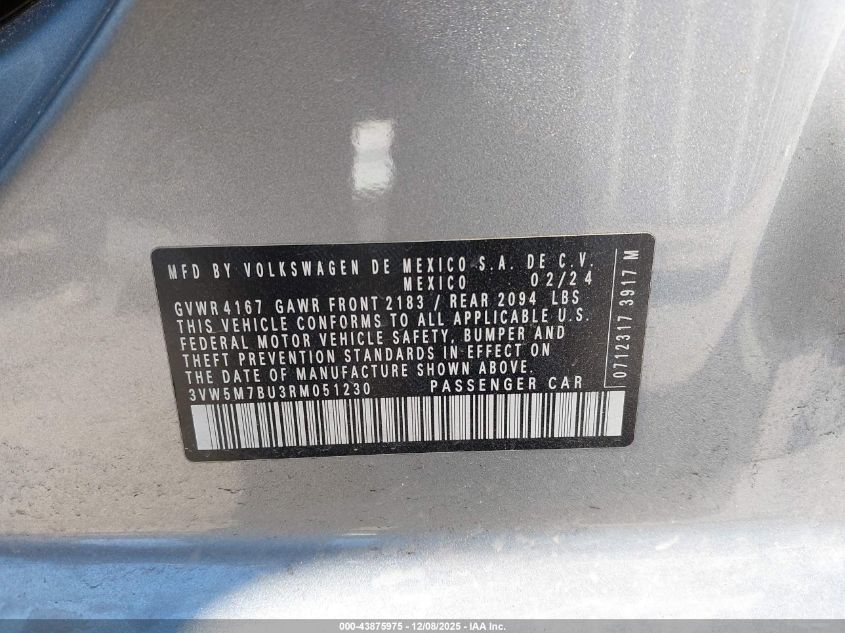 MFD BY VOLKSWAGEN DE MEXICO S.A. DE C.V.
MEXICO 02/24
GVWR 4167 GAWR FRONT 2183 / REAR 2094 LBS
THIS VEHICLE CONFORMS TO ALL APPLICABLE U.S.
FEDERAL MOTOR VEHICLE SAFETY, BUMPER AND
THEFT PREVENTION STANDARDS IN EFFECT ON
THE DATE OF MANUFACTURE SHOWN ABOVE.
3VW5M7BU3RM051230 PASSENGER CAR
0712317 3917 M
000-43875975 - 12/08/2025 - IAA Inc.